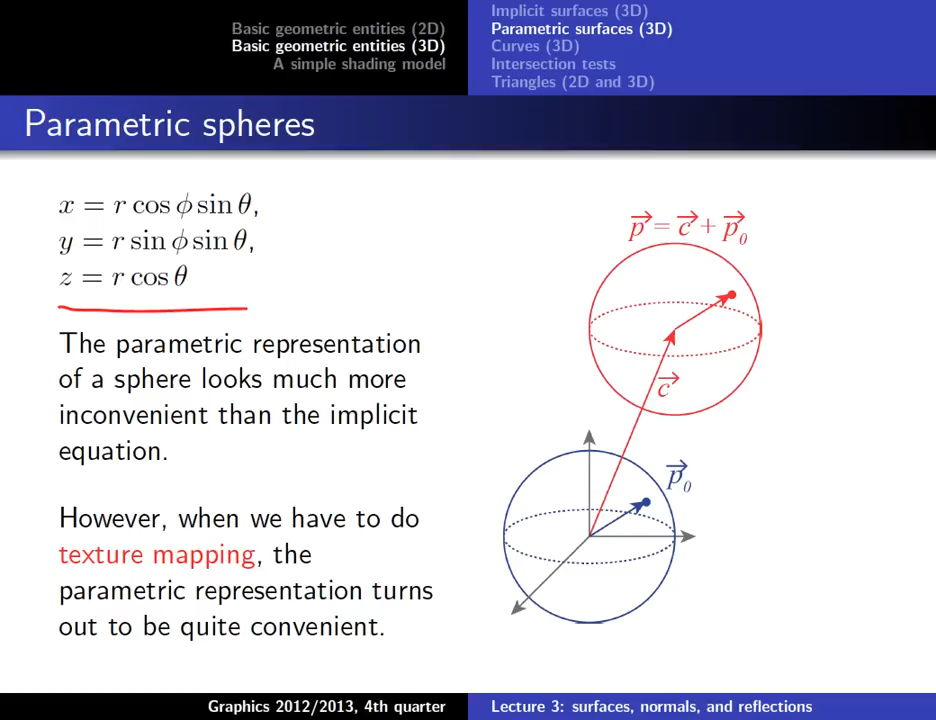 Basic geometric entities (2D)
Basic geometric entities (3D)
A simple shading model
Implicit surfaces (3D)
Parametric surfaces (3D)
Curves (3D)
Intersection tests
Triangles (2D and 3D)
Parametric spheres
x = r cos ϕ sin θ,
y = r sin ϕ sin θ,
z = r cos θ
The parametric representation
of a sphere looks much more
inconvenient than the implicit
equation.
However, when we have to do
texture mapping, the
parametric representation turns
out to be quite convenient.
p⃗ = c⃗ + p⃗₀
c⃗
p⃗₀
Graphics 2012/2013, 4th quarter
Lecture 3: surfaces, normals, and reflections